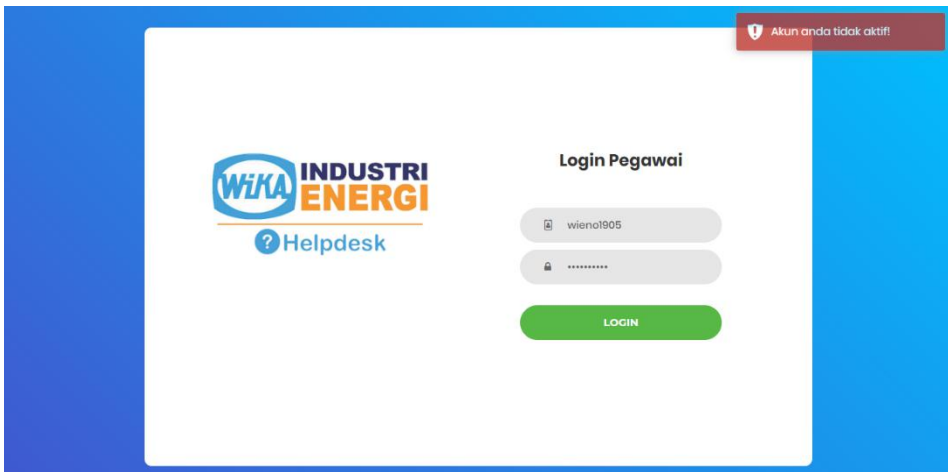 Akun anda tidak aktif!
WiKA INDUSTRI
ENERGI
? Helpdesk
Login Pegawai
wieno1905
••••••••••
LOGIN